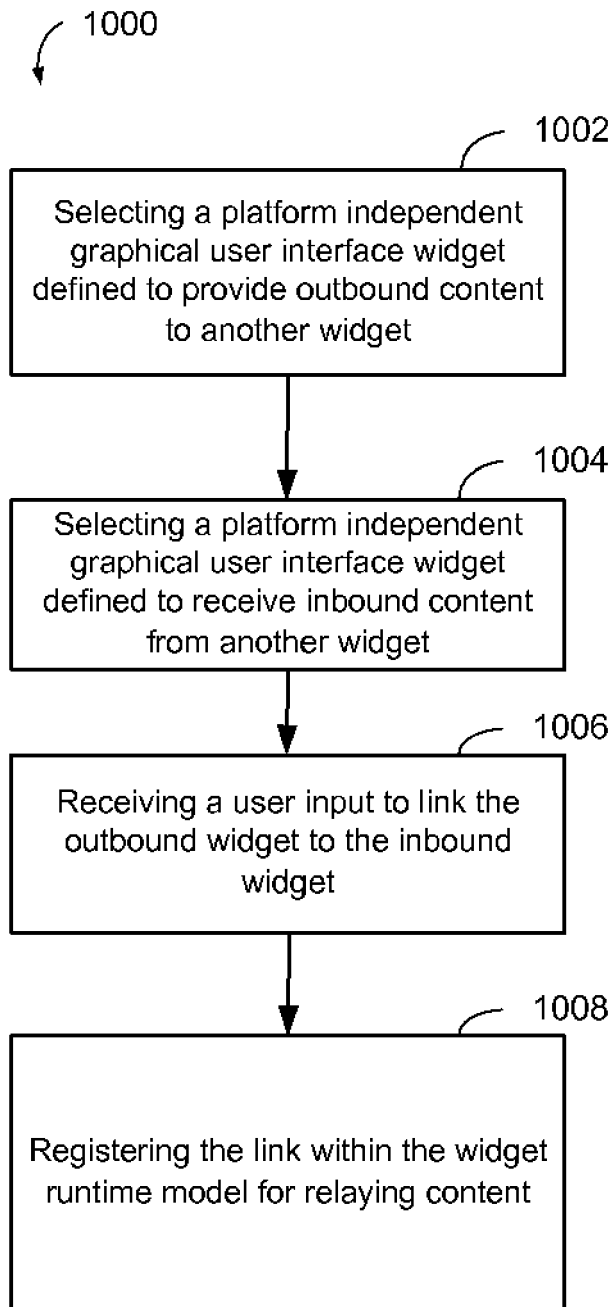 1000
1002
Selecting a platform independent
graphical user interface widget
defined to provide outbound content
to another widget
1004
Selecting a platform independent
graphical user interface widget
defined to receive inbound content
from another widget
1006
Receiving a user input to link the
outbound widget to the inbound
widget
1008
Registering the link within the widget
runtime model for relaying content